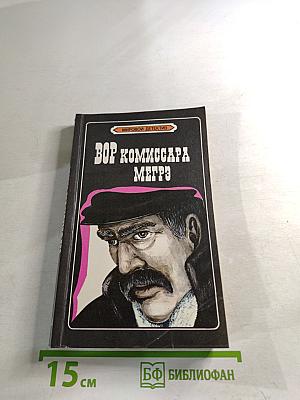 МИРОВОЙ ДЕТЕКТИВ
ВОР КОМИССАРА
МЕГРЭ
15 см
БФ БИБЛИОФАН